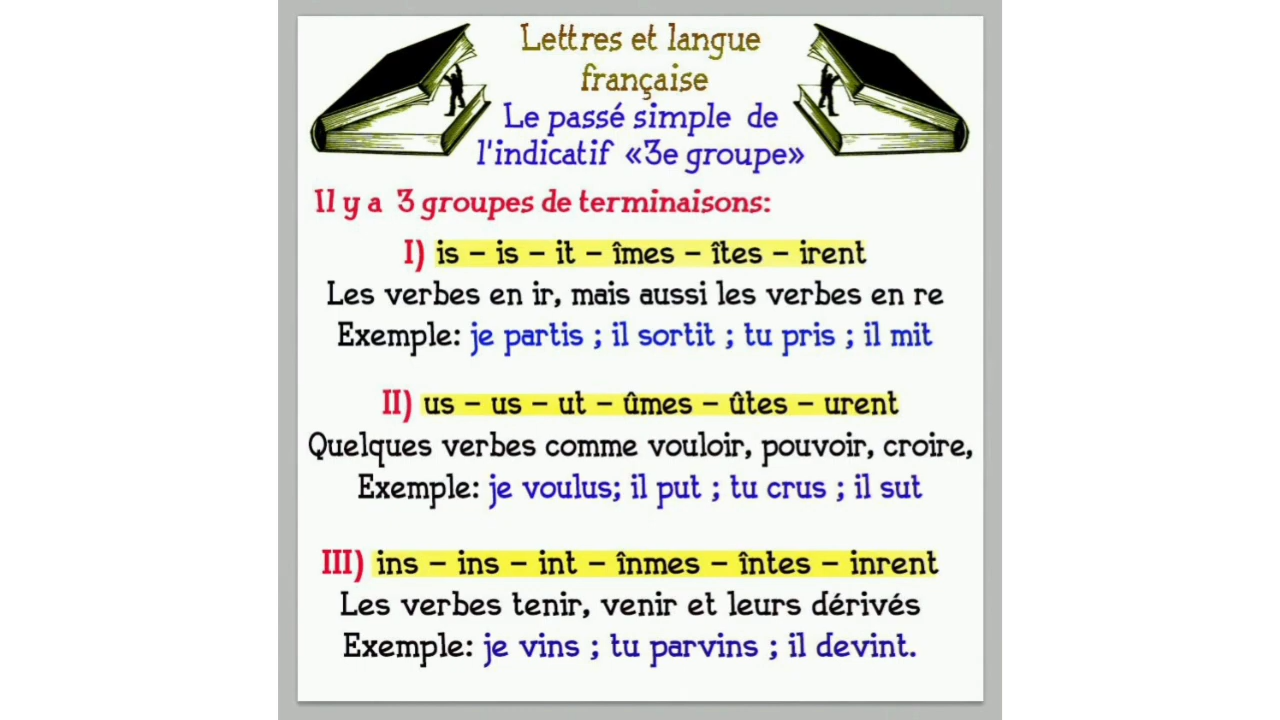 Lettres et langue
française
Le passé simple de
l'indicatif «3e groupe»
Il y a 3 groupes de terminaisons:
I) is – is – it – îmes – îtes – irent
Les verbes en ir, mais aussi les verbes en re
Exemple: je partis ; il sortit ; tu pris ; il mit
II) us – us – ut – ûmes – ûtes – urent
Quelques verbes comme vouloir, pouvoir, croire,
Exemple: je voulus; il put ; tu crus ; il sut
III) ins – ins – int – înmes – întes – inrent
Les verbes tenir, venir et leurs dérivés
Exemple: je vins ; tu parvins ; il devint.